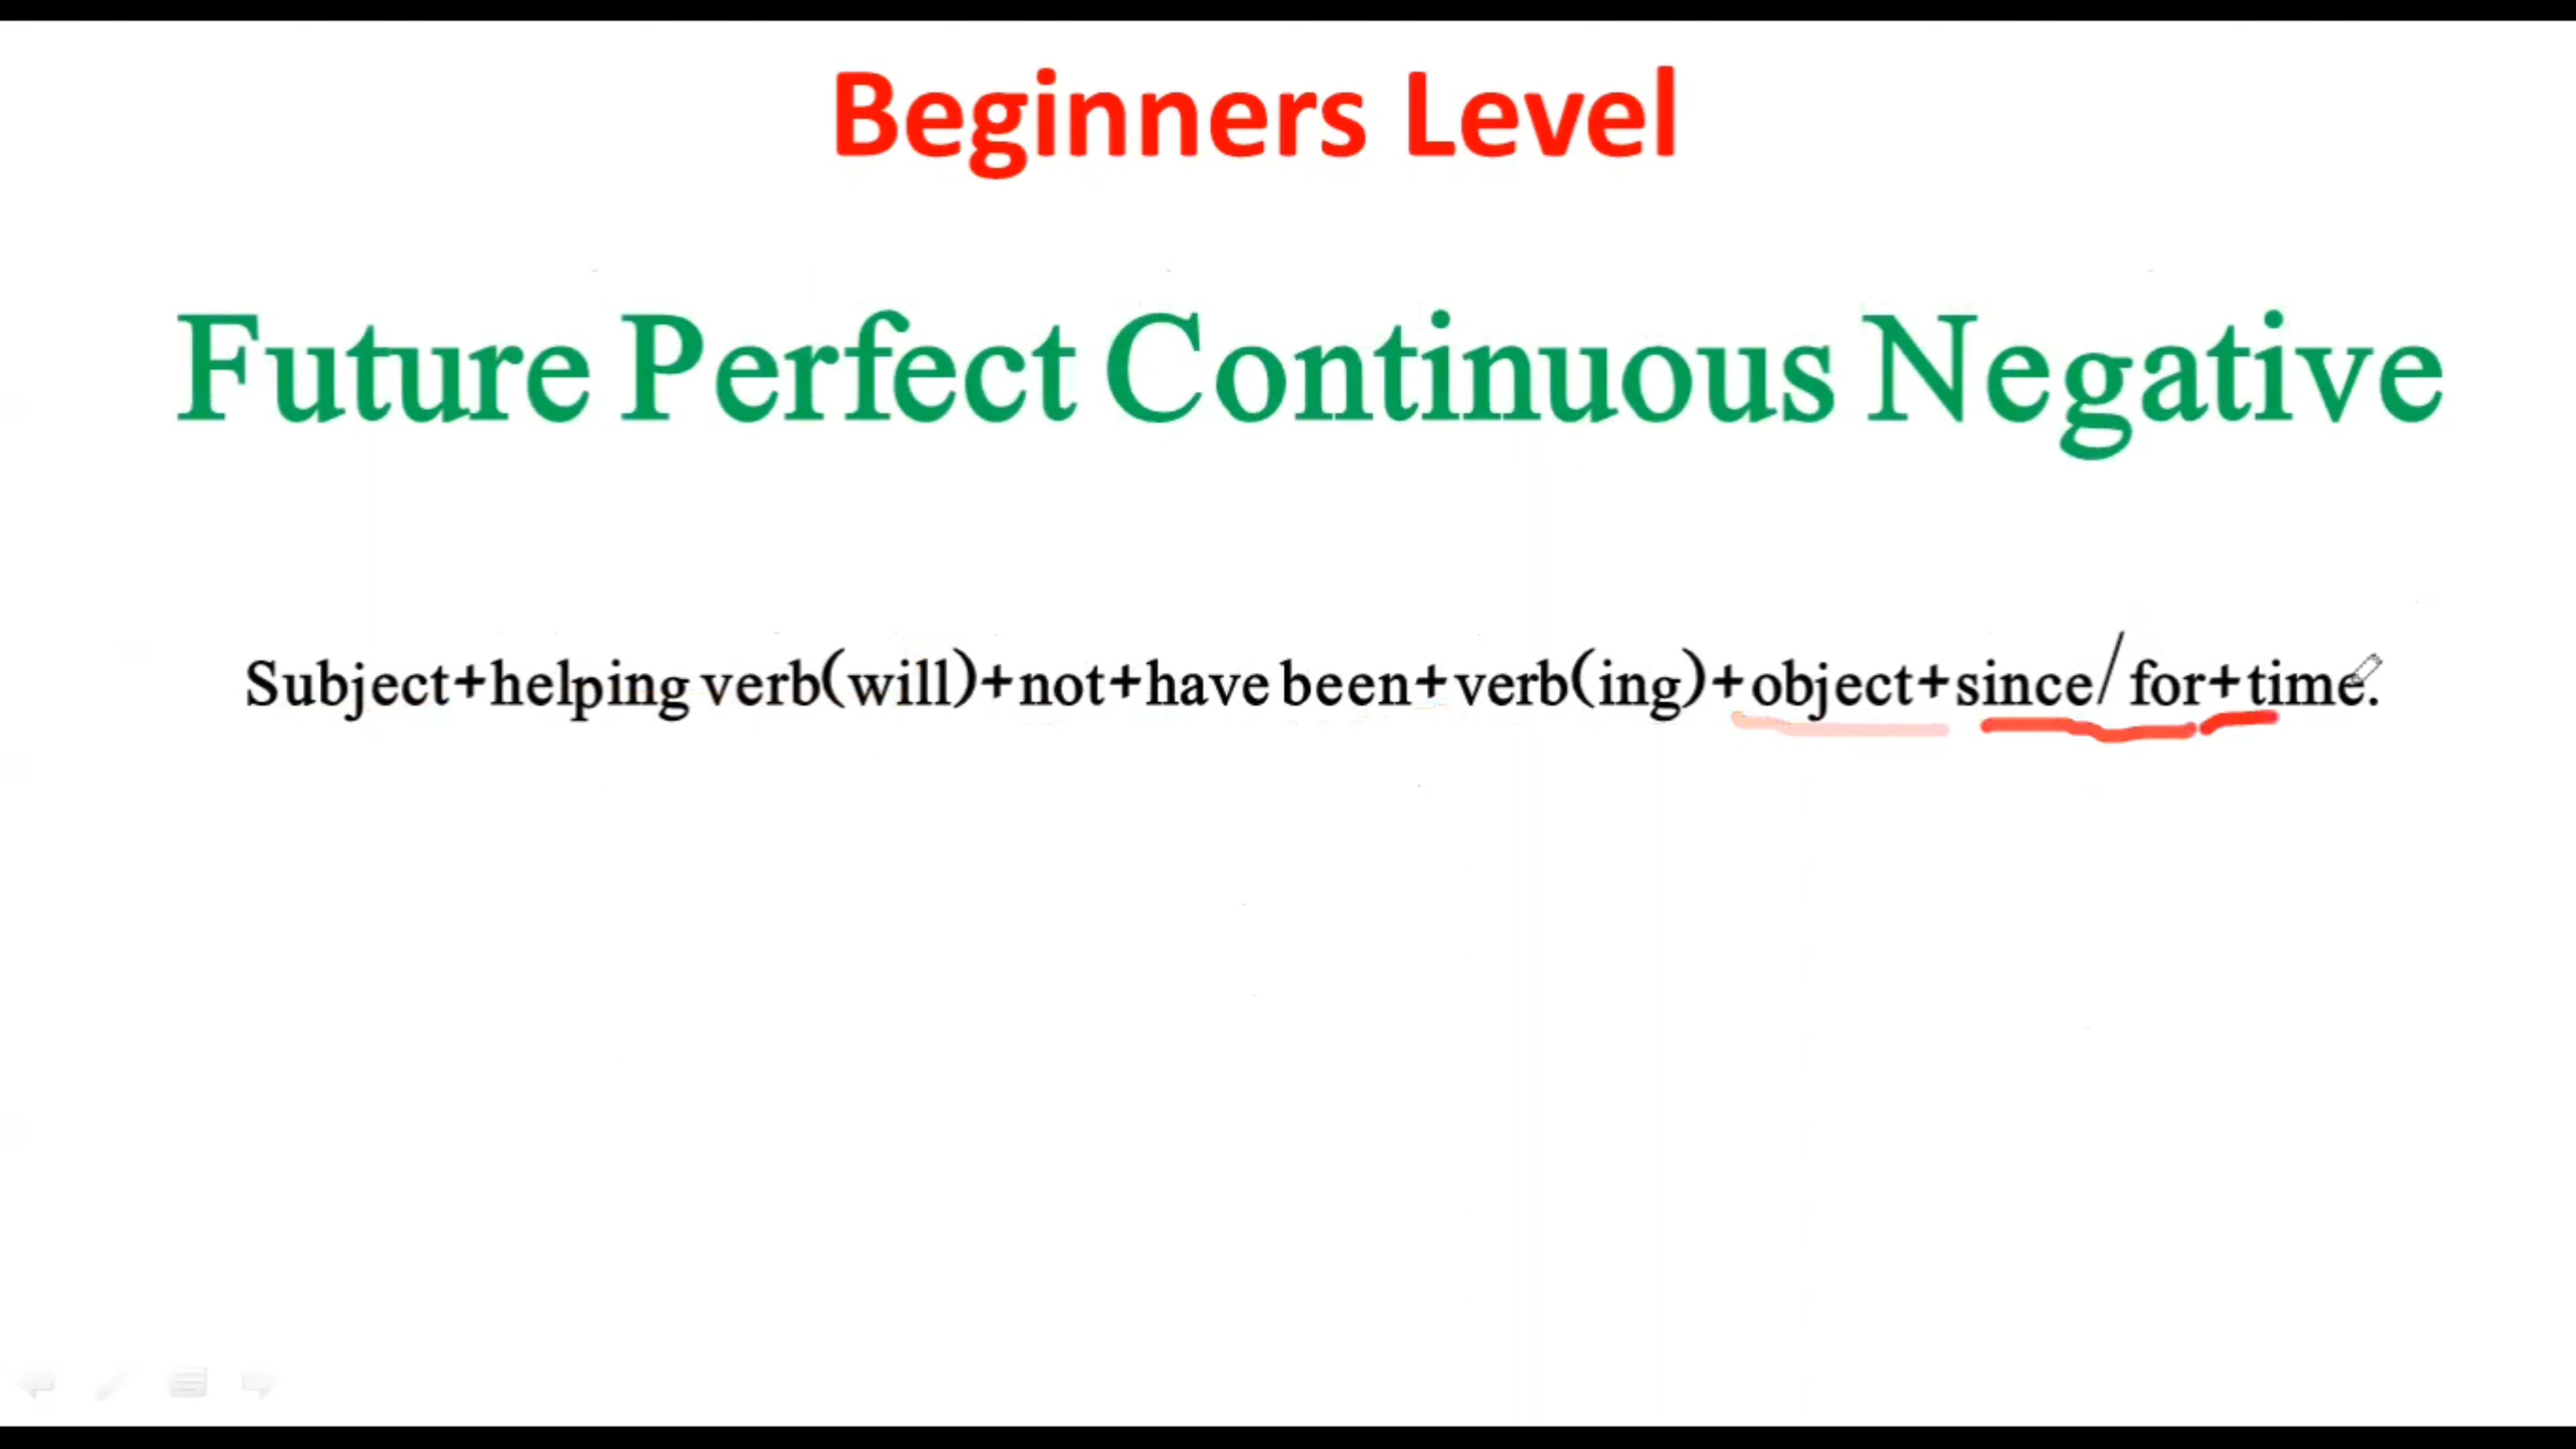 Beginners Level
Future Perfect Continuous Negative
Subject+helping verb(will)+not+have been+verb(ing)+object+since/for+time.